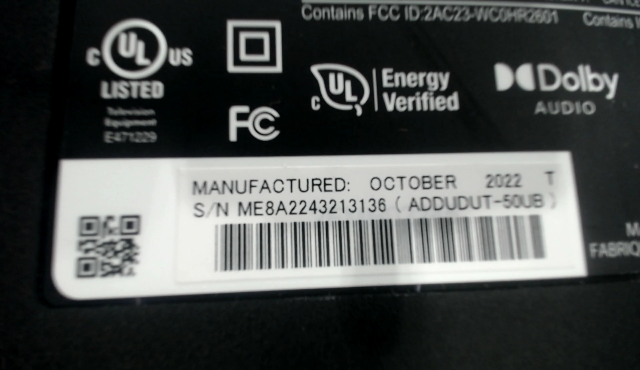 Contains FCC ID:2AC23-WC0HR2601
Contains
c UL US
LISTED
Television
Equipment
E471229
FC
c UL
Energy
Verified
Dolby
AUDIO
MANUFACTURED: OCTOBER 2022 T
S/N ME8A2243213136 ( ADDUDUT-50UB )